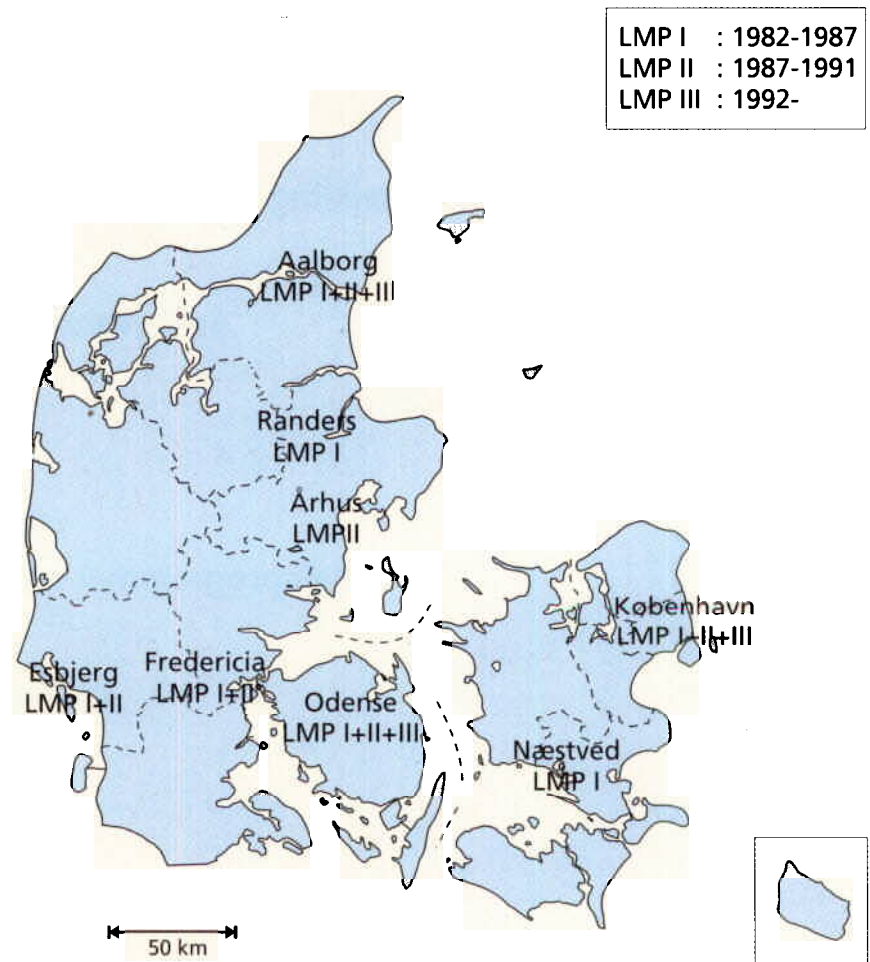 LMP I : 1982-1987
LMP II : 1987-1991
LMP III : 1992-
Aalborg
LMP I+II+III
Randers
LMP I
Århus
LMPII
København
LMP I+II+III
Esbjerg
LMP I+II
Fredericia
LMP I+II
Odense
LMP I+II+III
Næstved
LMP I
50 km